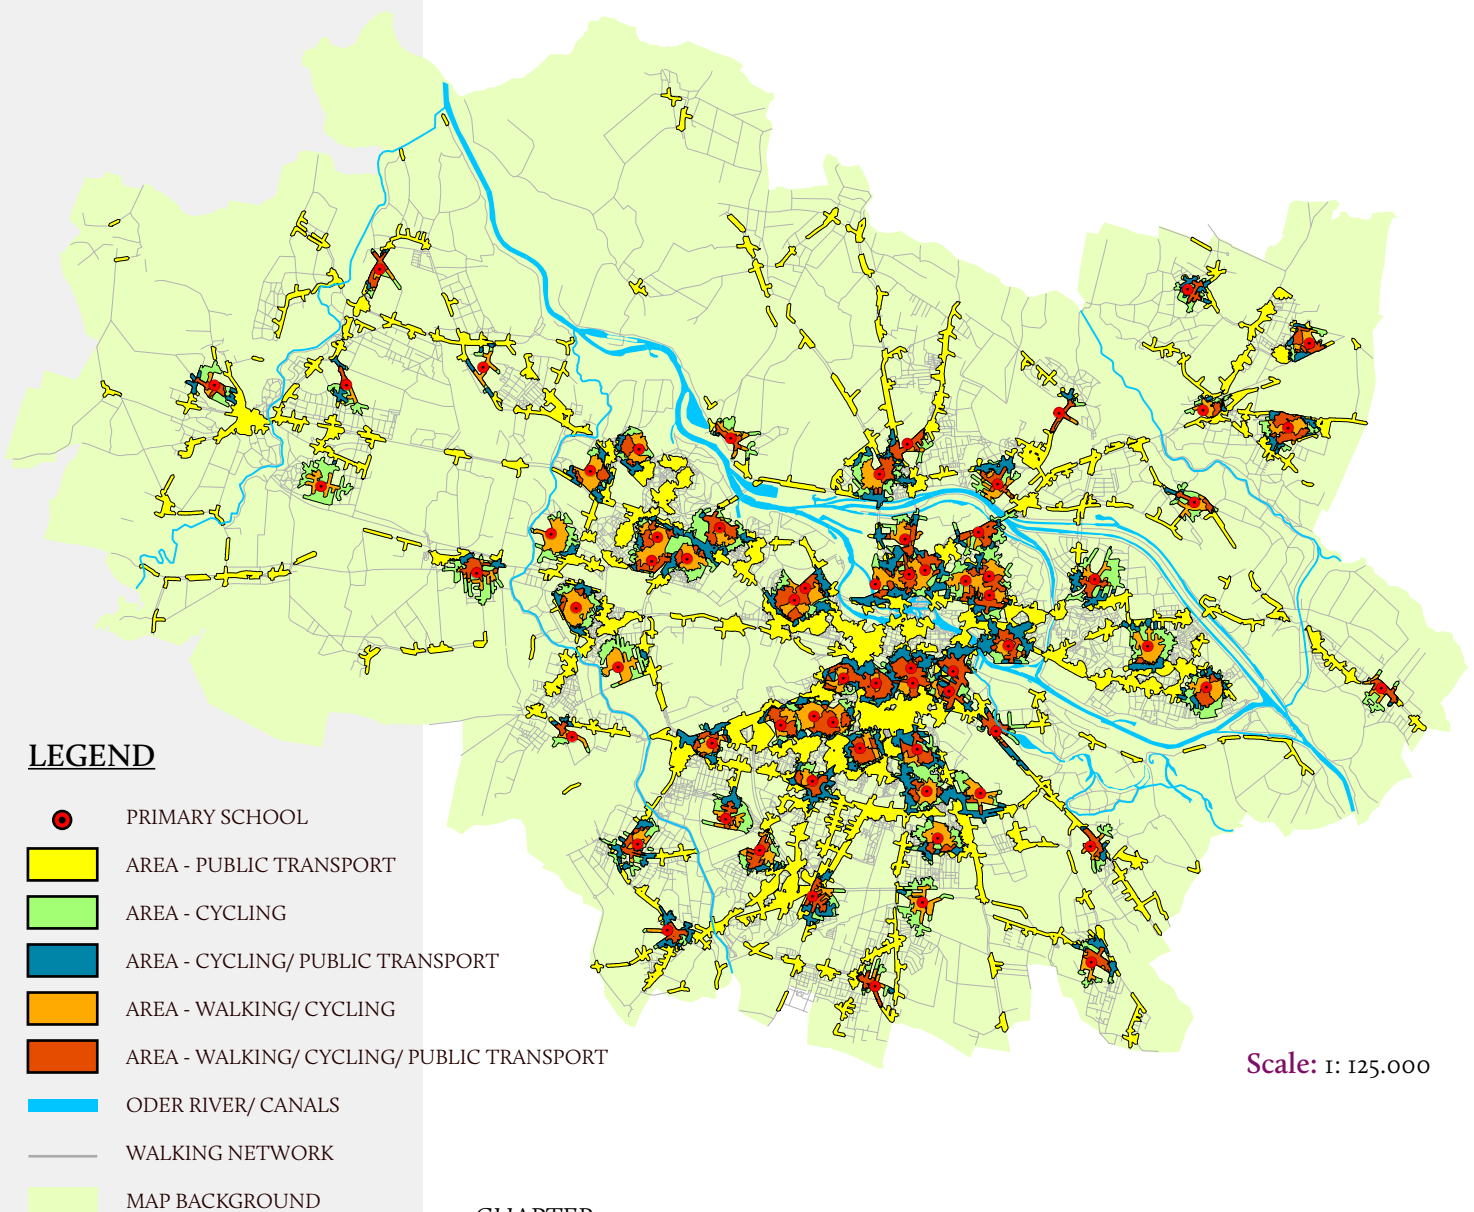 LEGEND
PRIMARY SCHOOL
AREA - PUBLIC TRANSPORT
AREA - CYCLING
AREA - CYCLING/ PUBLIC TRANSPORT
AREA - WALKING/ CYCLING
AREA - WALKING/ CYCLING/ PUBLIC TRANSPORT
ODER RIVER/ CANALS
WALKING NETWORK
MAP BACKGROUND
Scale: 1: 125.000
CHAPTER